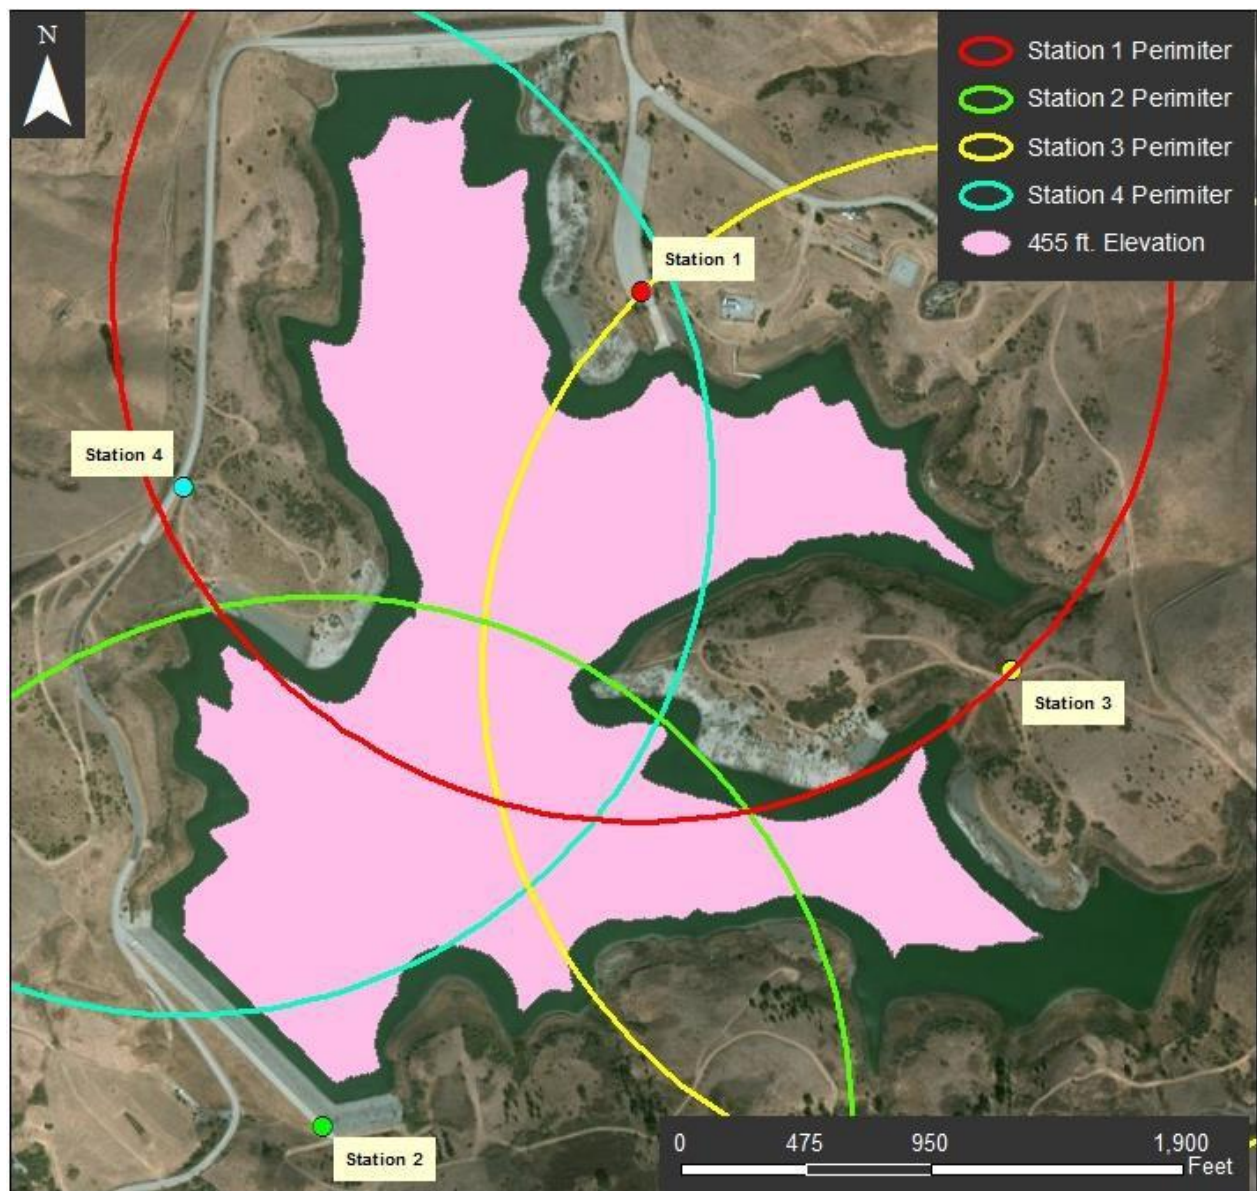 N
Station 1 Perimiter
Station 2 Perimiter
Station 3 Perimiter
Station 4 Perimiter
455 ft. Elevation
Station 1
Station 4
Station 3
Station 2
0 475 950 1,900
Feet